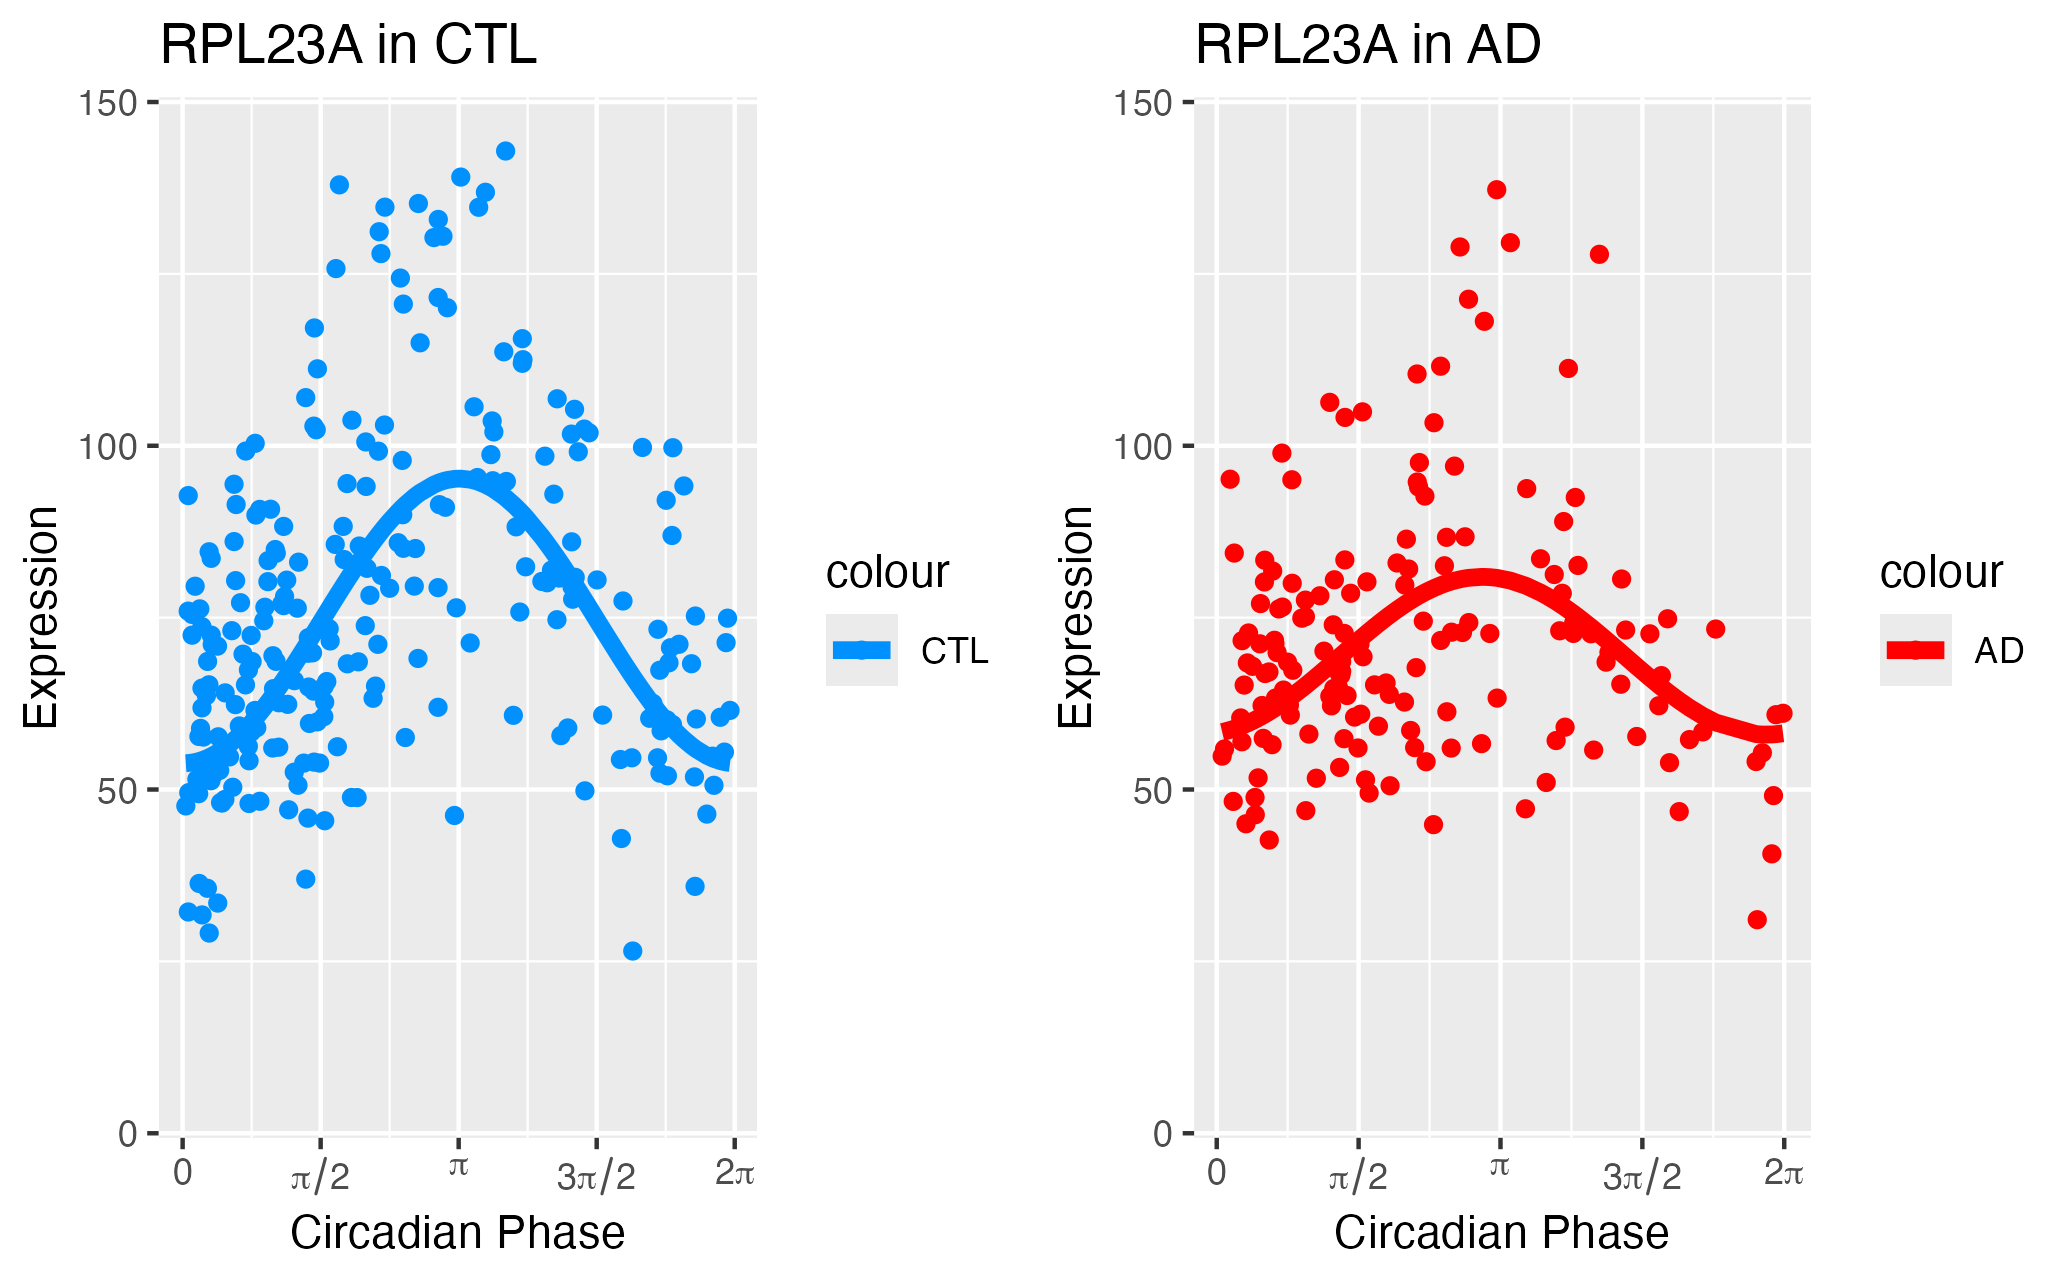 RPL23A in CTL
150
100
50
0
Expression
0 π/2 π 3π/2 2π
Circadian Phase
colour
CTL
RPL23A in AD
150
100
50
0
Expression
0 π/2 π 3π/2 2π
Circadian Phase
colour
AD